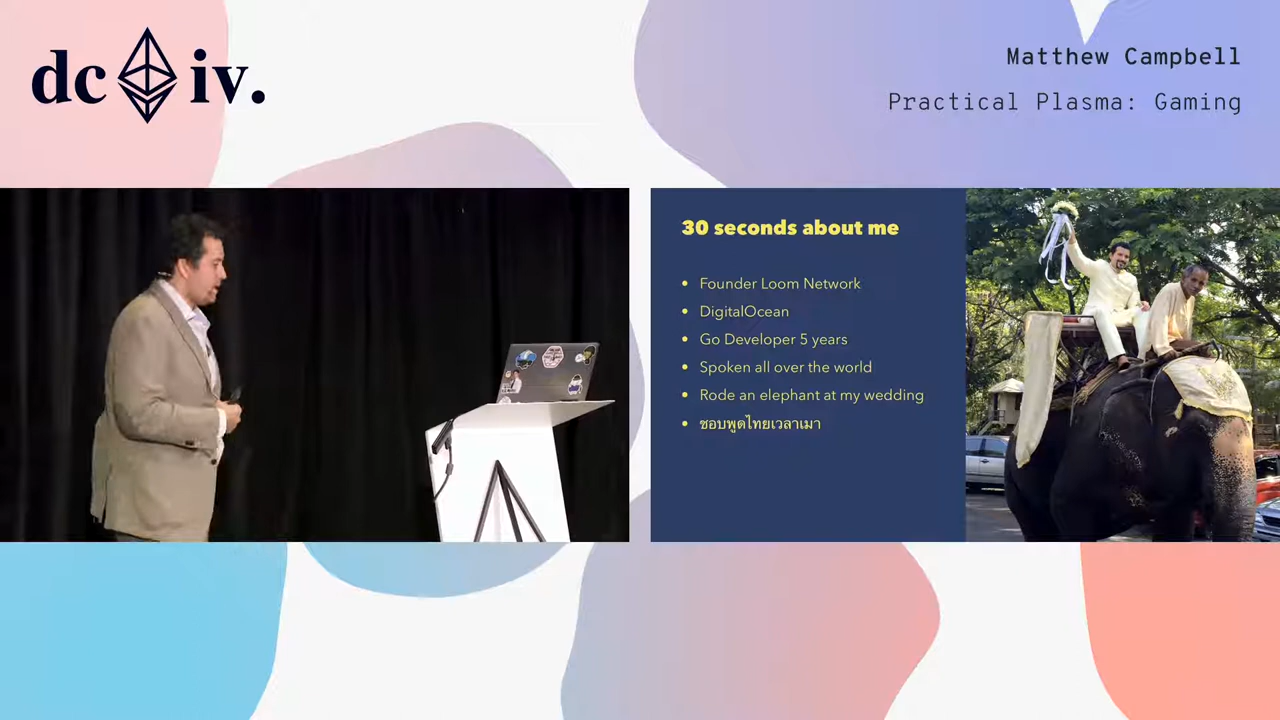 dc iv.
Matthew Campbell
Practical Plasma: Gaming
30 seconds about me
• Founder Loom Network
• DigitalOcean
• Go Developer 5 years
• Spoken all over the world
• Rode an elephant at my wedding
• ชอบพูดไทยเวลาเมา